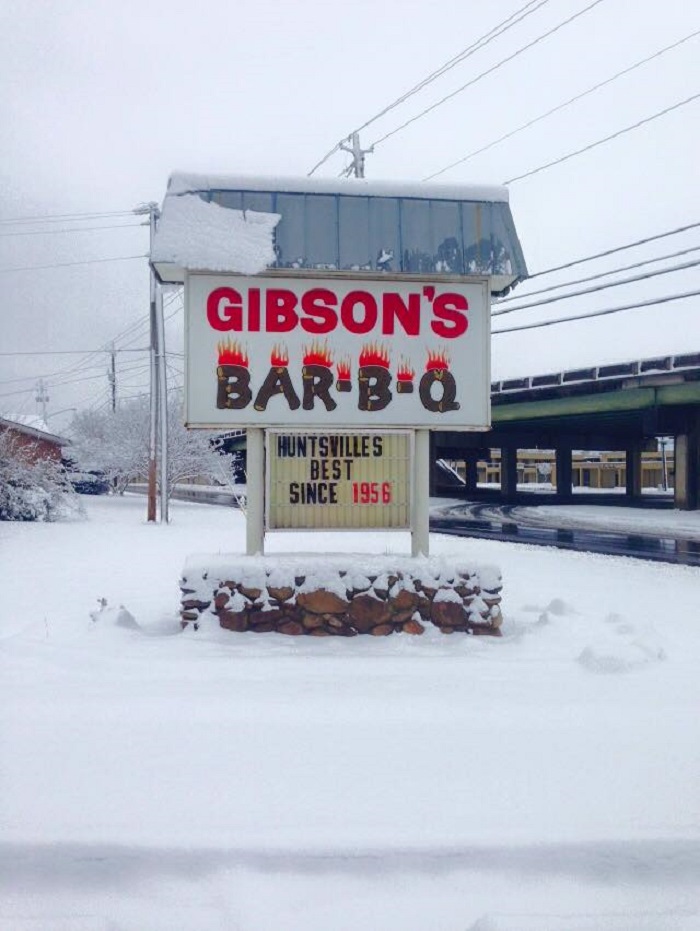 GIBSON'S
BAR-B-Q
HUNTSVILLES
BEST
SINCE 1956